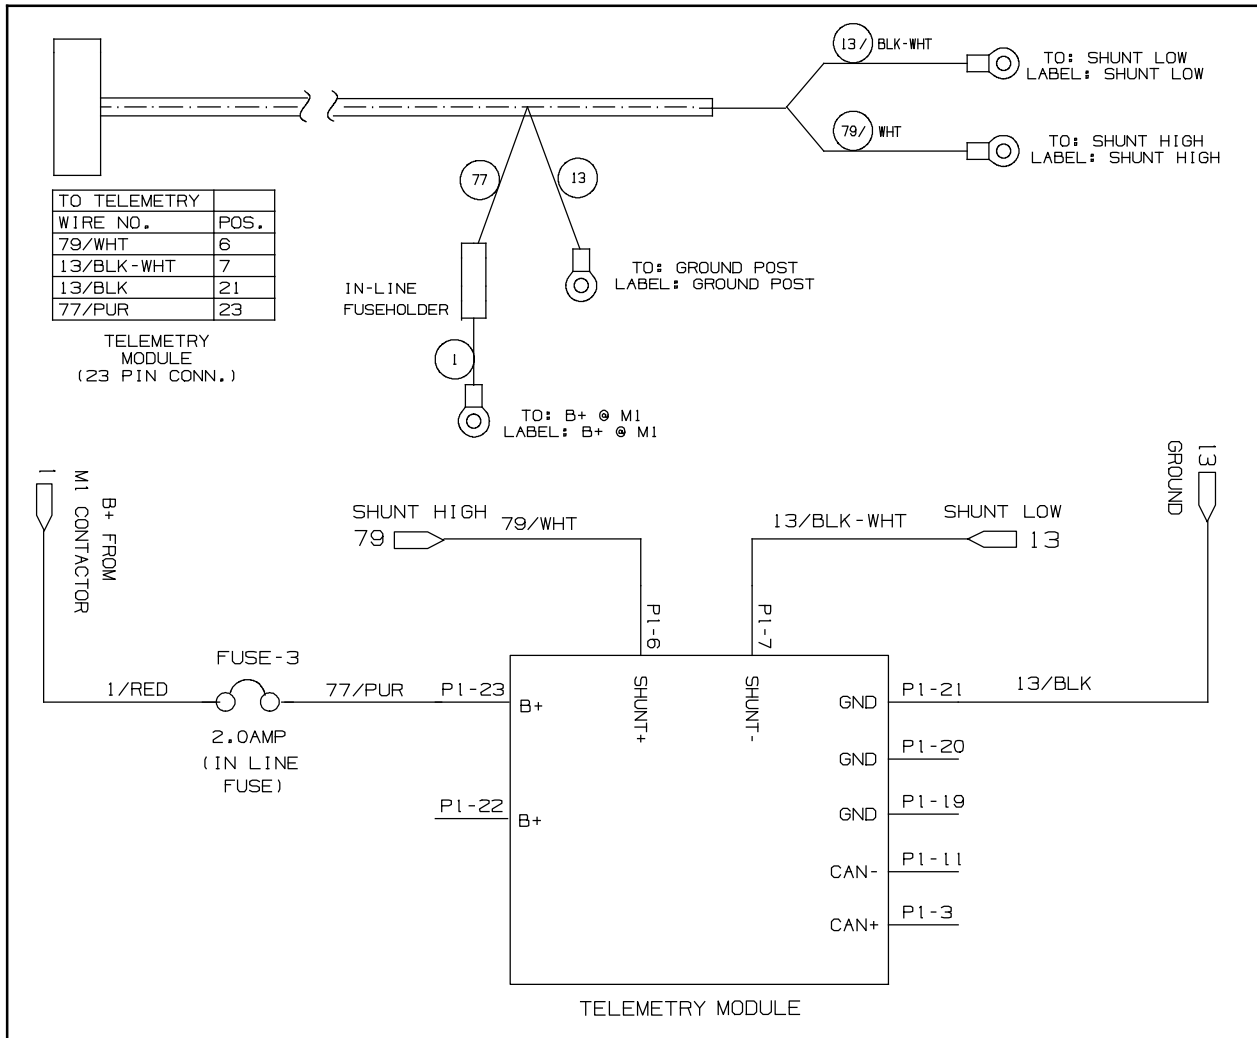 13/ BLK-WHT
TO: SHUNT LOW
LABEL: SHUNT LOW
79/ WHT
TO: SHUNT HIGH
LABEL: SHUNT HIGH
77
13
TO TELEMETRY
WIRE NO. POS.
79/WHT 6
13/BLK-WHT 7
13/BLK 21
77/PUR 23
TELEMETRY
MODULE
(23 PIN CONN.)
IN-LINE
FUSEHOLDER
TO: GROUND POST
LABEL: GROUND POST
1
TO: B+ @ M1
LABEL: B+ @ M1
1
B+ FROM
M1 CONTACTOR
SHUNT HIGH
79
79/WHT
13/BLK-WHT
SHUNT LOW
13
13
GROUND
P1-6
P1-7
FUSE-3
1/RED
77/PUR
P1-23
B+
SHUNT+
SHUNT-
GND
P1-21
13/BLK
2.0AMP
(IN LINE
FUSE)
GND
P1-20
P1-22
B+
GND
P1-19
CAN-
P1-11
CAN+
P1-3
TELEMETRY MODULE